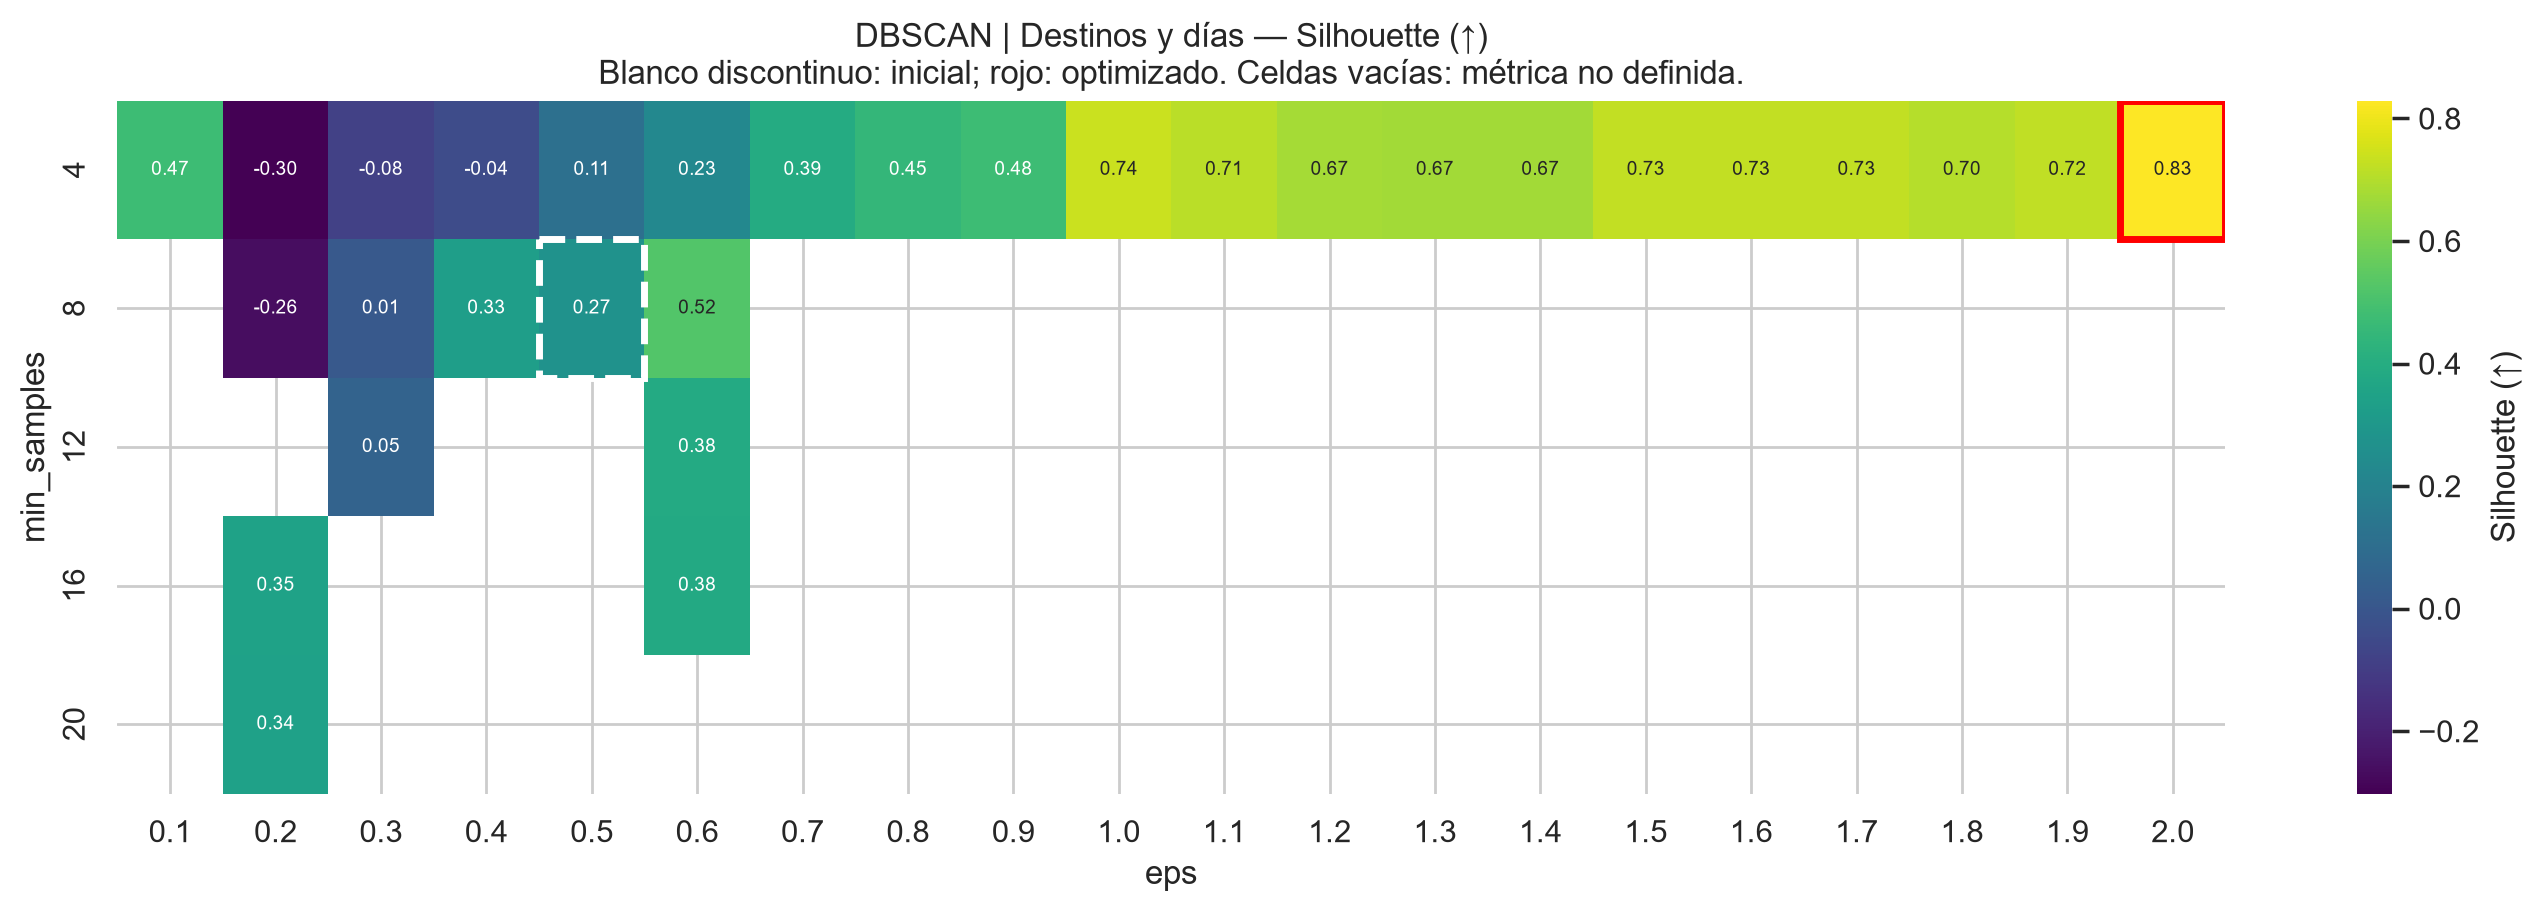 DBSCAN | Destinos y días — Silhouette (↑)
Blanco discontinuo: inicial; rojo: optimizado. Celdas vacías: métrica no definida.
min_samples
4
0.47 -0.30 -0.08 -0.04 0.11 0.23 0.39 0.45 0.48 0.74 0.71 0.67 0.67 0.67 0.73 0.73 0.73 0.70 0.72 0.83
8
-0.26 0.01 0.33 0.27 0.52
12
0.05 0.38
16
0.35 0.38
20
0.34
0.1 0.2 0.3 0.4 0.5 0.6 0.7 0.8 0.9 1.0 1.1 1.2 1.3 1.4 1.5 1.6 1.7 1.8 1.9 2.0
eps
0.8
0.6
0.4
0.2
0.0
−0.2
Silhouette (↑)